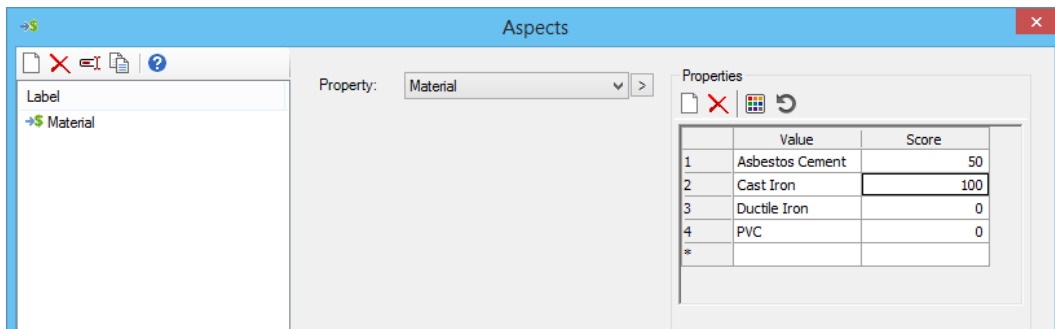 Aspects
Label
Material
Property: Material >
Properties
Value Score
1 Asbestos Cement 50
2 Cast Iron 100
3 Ductile Iron 0
4 PVC 0
*